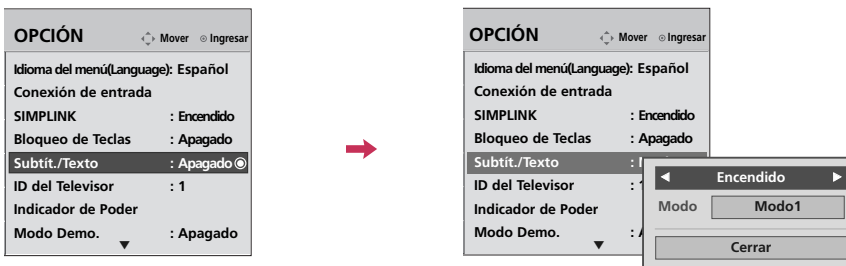 OPCIÓN Mover Ingresar
Idioma del menú(Language): Español
Conexión de entrada
SIMPLINK : Encendido
Bloqueo de Teclas : Apagado
Subtít./Texto : Apagado
ID del Televisor : 1
Indicador de Poder
Modo Demo. : Apagado
OPCIÓN Mover Ingresar
Idioma del menú(Language): Español
Conexión de entrada
SIMPLINK : Encendido
Bloqueo de Teclas : Apagado
Subtít./Texto :
ID del Televisor :
Indicador de Poder
Modo Demo. :
Encendido
Modo Modo1
Cerrar